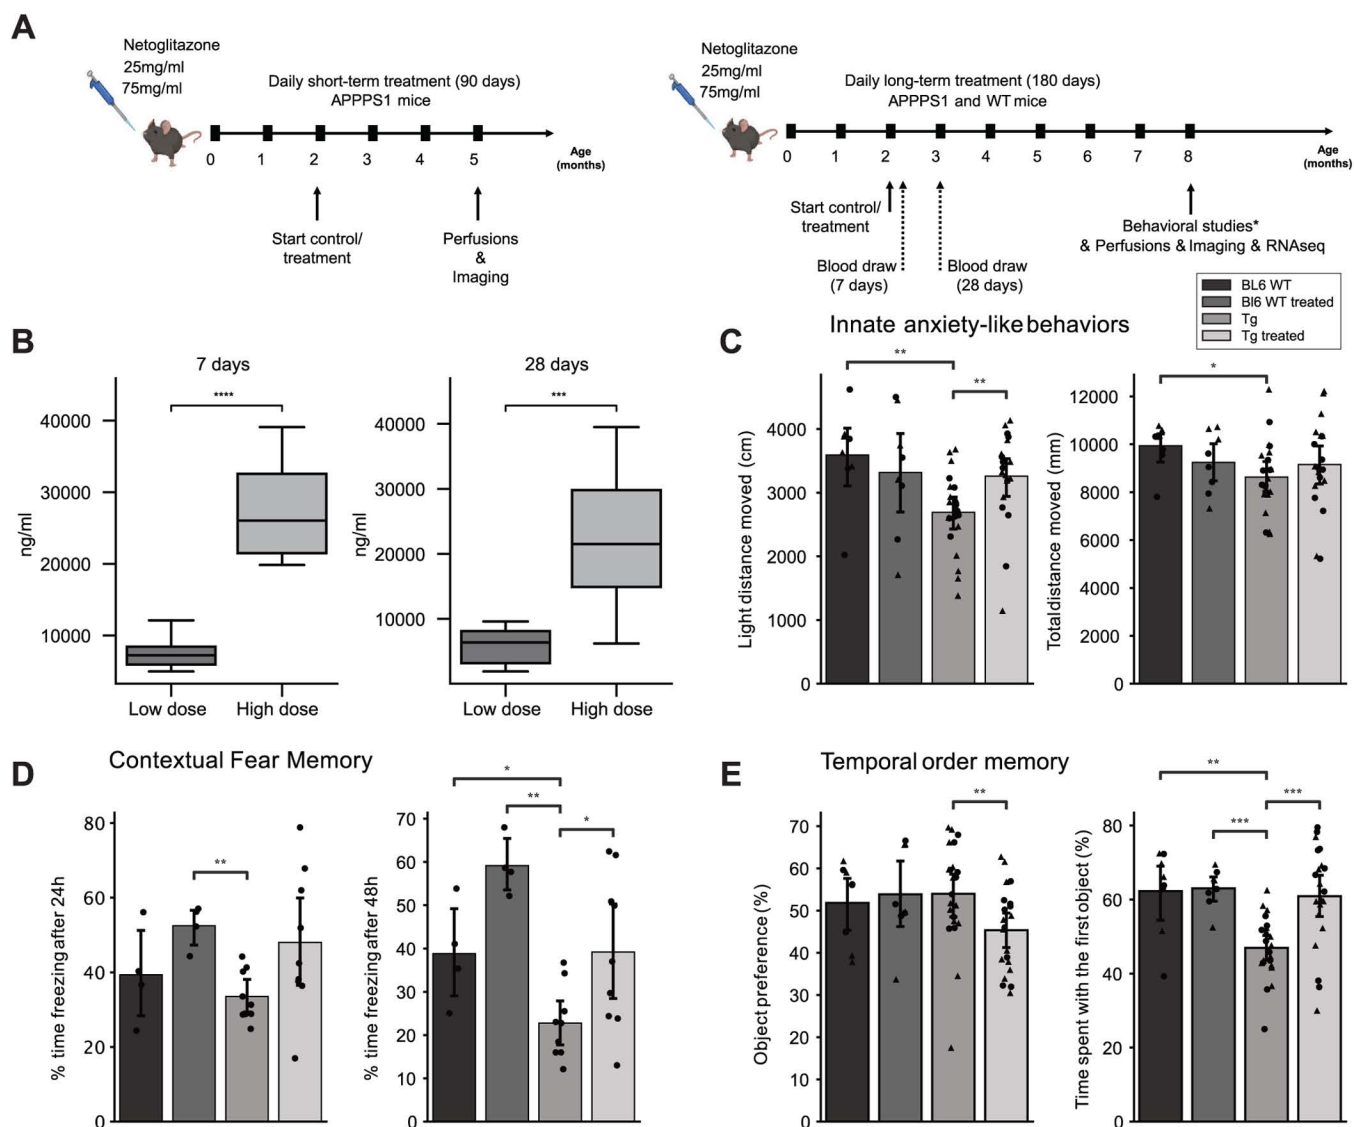 A
Netoglitazone
25mg/ml
75mg/ml
Daily short-term treatment (90 days)
APPPS1 mice
0 1 2 3 4 5
Age
(months)
Start control/
treatment
Perfusions
&
Imaging
Netoglitazone
25mg/ml
75mg/ml
Daily long-term treatment (180 days)
APPPS1 and WT mice
0 1 2 3 4 5 6 7 8
Age
(months)
Start control/
treatment
Blood draw
(7 days)
Blood draw
(28 days)
Behavioral studies*
& Perfusions & Imaging & RNAseq
BL6 WT
Bl6 WT treated
Tg
Tg treated
B
7 days
****
ng/ml
40000
30000
20000
10000
Low dose High dose
28 days
***
ng/ml
40000
30000
20000
10000
Low dose High dose
C
Innate anxiety-like behaviors
**
**
Light distance moved (cm)
4000
3000
2000
1000
0
*
Total distance moved (mm)
12000
10000
8000
6000
4000
2000
0
D
Contextual Fear Memory
**
% time freezing after 24h
80
60
40
20
0
*
**
*
% time freezing after 48h
70
60
50
40
30
20
10
0
E
Temporal order memory
**
Object preference (%)
70
60
50
40
30
20
10
0
**
***
***
Time spent with the first object (%)
80
60
40
20
0